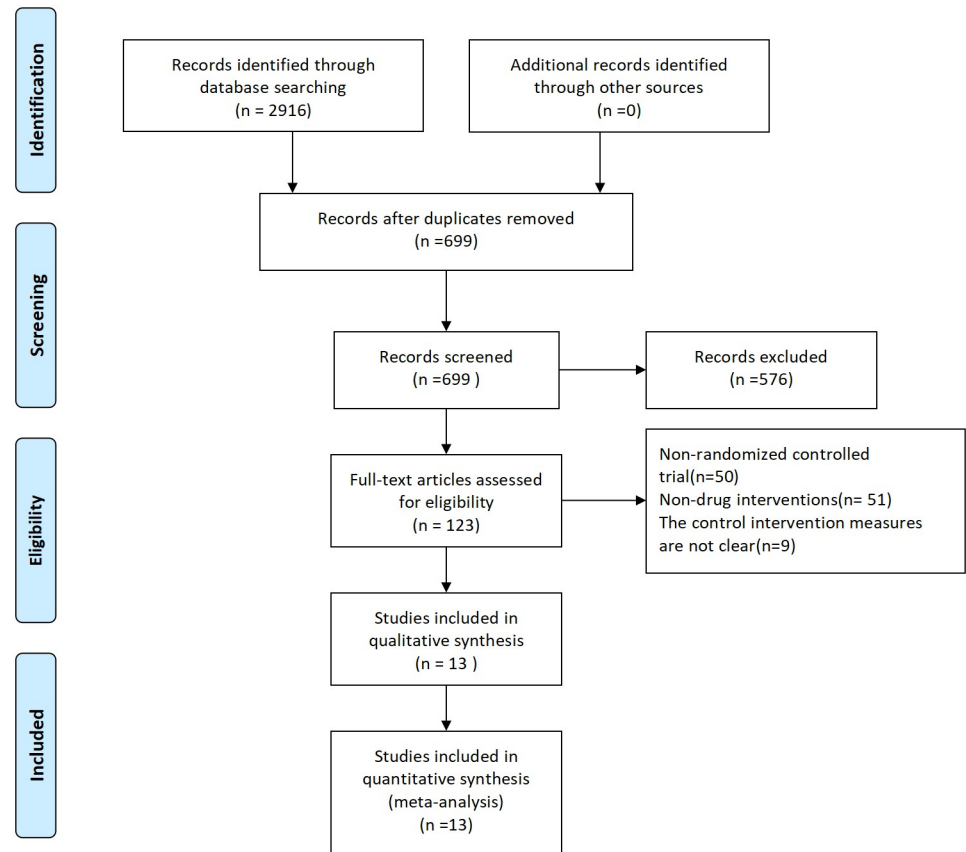 Identification
Records identified through
database searching
(n = 2916)
Additional records identified
through other sources
(n =0)
Records after duplicates removed
(n =699)
Screening
Records screened
(n =699 )
Records excluded
(n =576)
Eligibility
Full-text articles assessed
for eligibility
(n = 123)
Non-randomized controlled
trial(n=50)
Non-drug interventions(n= 51)
The control intervention measures
are not clear(n=9)
Studies included in
qualitative synthesis
(n = 13 )
Included
Studies included in
quantitative synthesis
(meta-analysis)
(n =13)